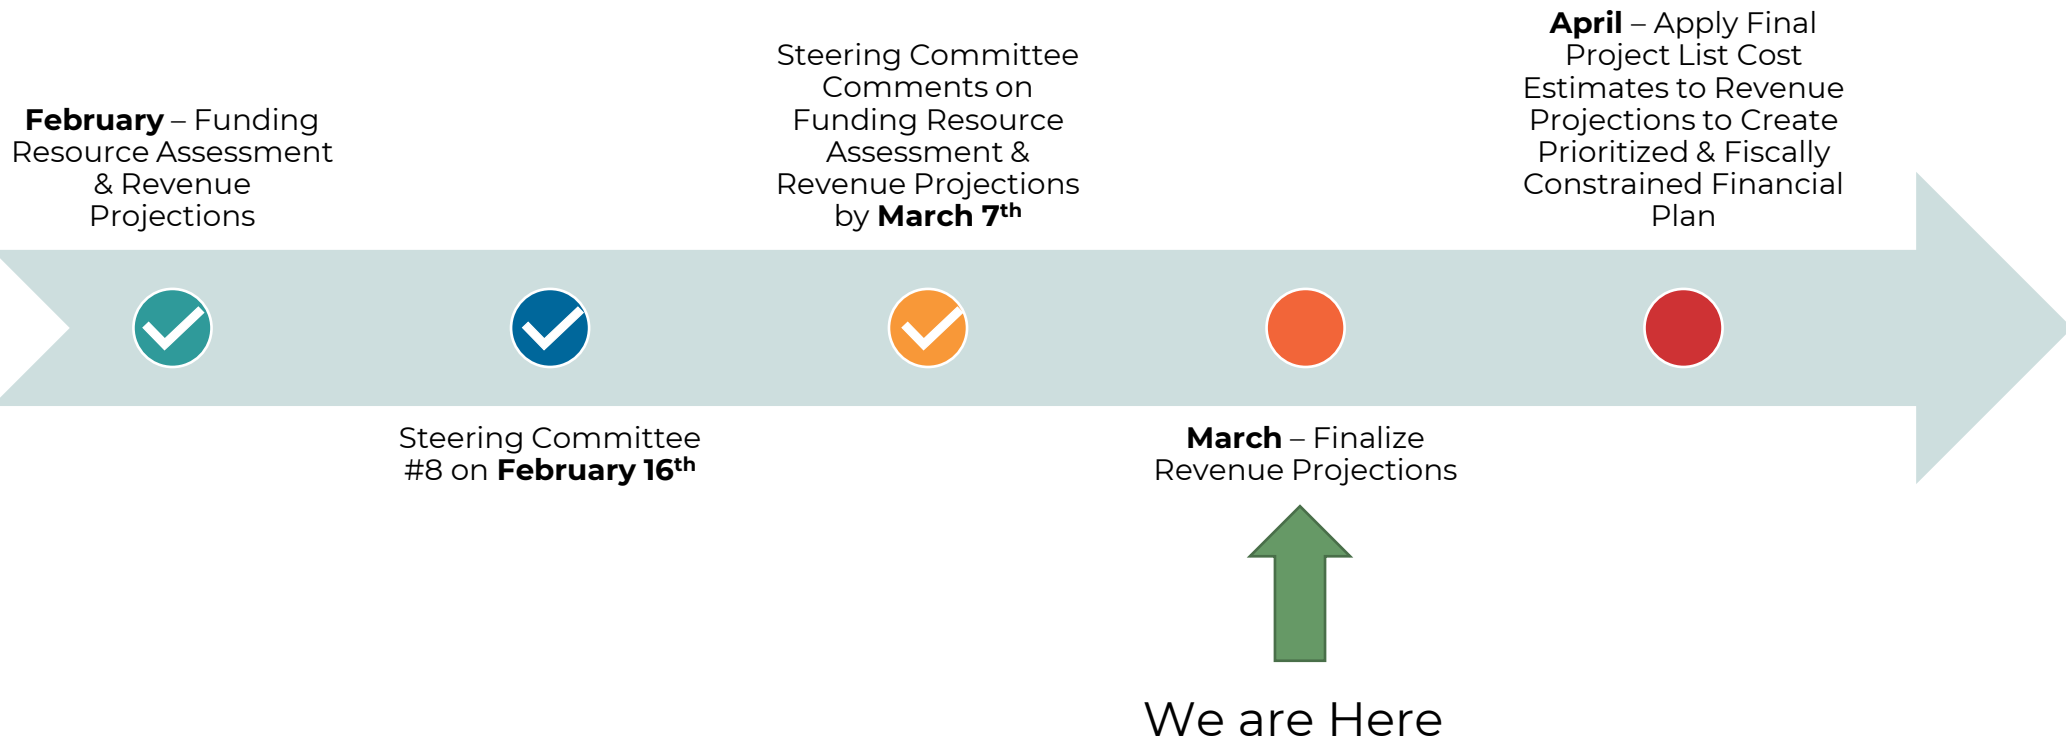 February – Funding
Resource Assessment
& Revenue
Projections
Steering Committee
#8 on February 16th
Steering Committee
Comments on
Funding Resource
Assessment &
Revenue Projections
by March 7th
March – Finalize
Revenue Projections
We are Here
April – Apply Final
Project List Cost
Estimates to Revenue
Projections to Create
Prioritized & Fiscally
Constrained Financial
Plan